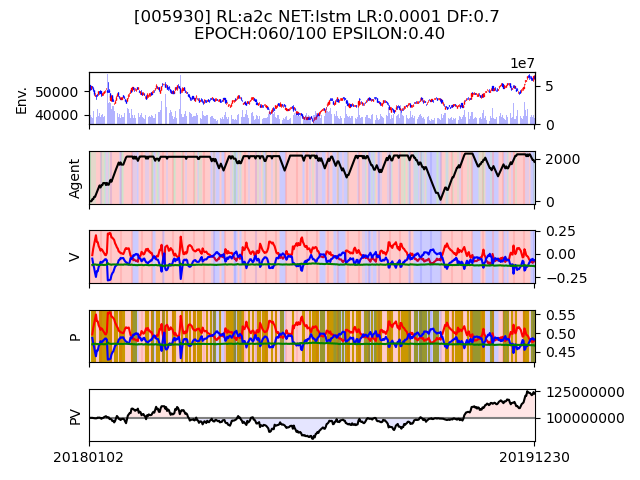 [005930] RL:a2c NET:lstm LR:0.0001 DF:0.7
EPOCH:060/100 EPSILON:0.40
1e7
Env.
50000
40000
5
0
Agent
2000
0
V
0.25
0.00
−0.25
P
0.55
0.50
0.45
PV
125000000
100000000
20180102
20191230